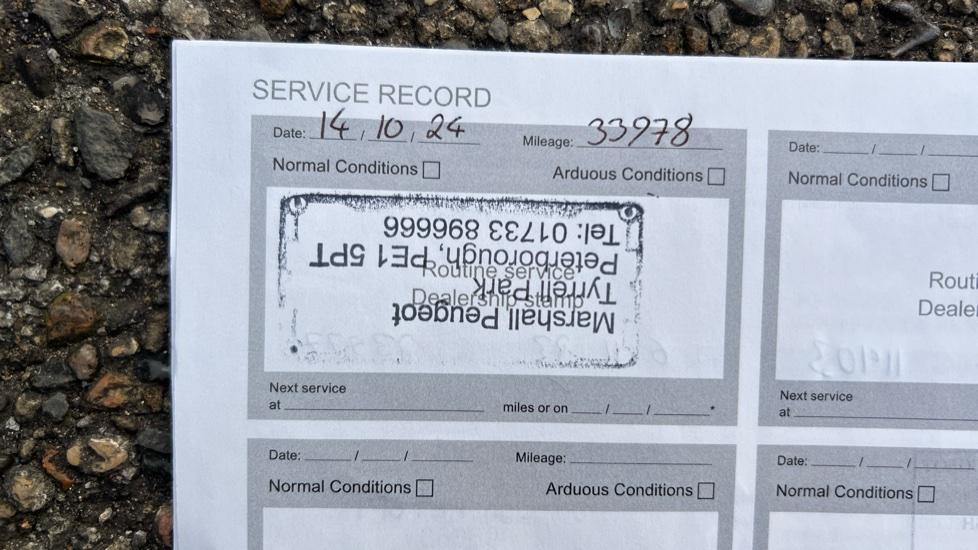 SERVICE RECORD
Date: 14 / 10 / 24 Mileage: 33978
Normal Conditions Arduous Conditions
Marshall Peugeot
Tyrrell Park
Peterborough, PE1 5PT
Tel: 01733 896666
Routine service
Dealership stamp
Next service
at miles or on / / *
Date: / / Mileage:
Normal Conditions Arduous Conditions
Date: / /
Normal Conditions
Next service
at
Date: / /
Normal Conditions